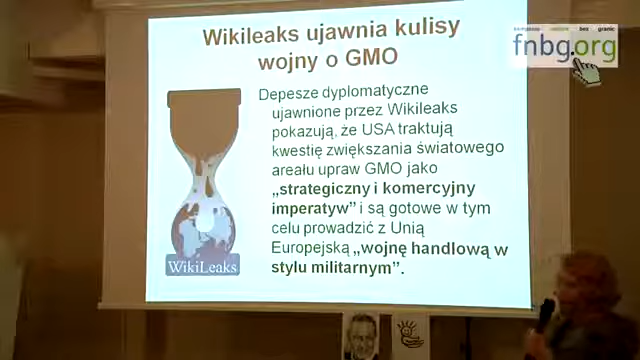 Wikileaks ujawnia kulisy
wojny o GMO
fnbg.org
Depesze dyplomatyczne
ujawnione przez Wikileaks
pokazują, że USA traktują
kwestię zwiększania światowego
areału upraw GMO jako
„strategiczny i komercyjny
imperatyw” i są gotowe w tym
celu prowadzić z Unią
Europejską „wojnę handlową w
stylu militarnym”.
WikiLeaks